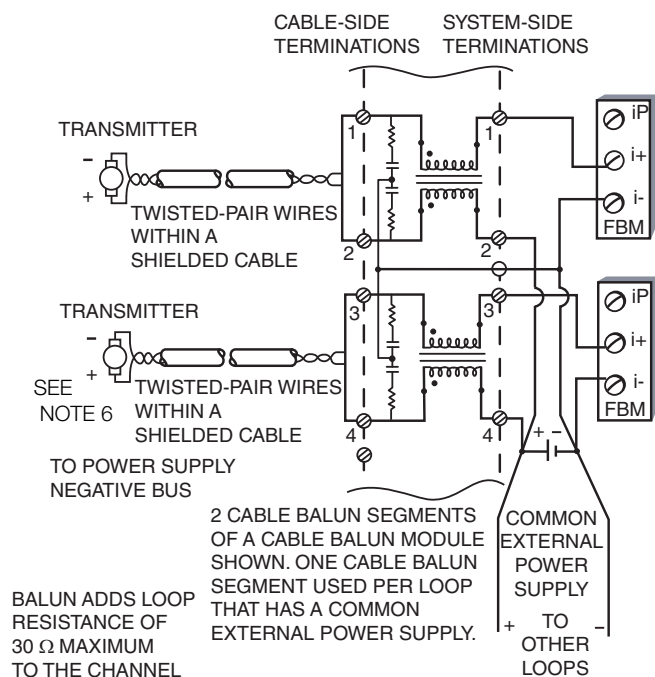 CABLE-SIDE
TERMINATIONS
SYSTEM-SIDE
TERMINATIONS
TRANSMITTER
-
+
TWISTED-PAIR WIRES
WITHIN A
SHIELDED CABLE
1
2
1
2
iP
i+
i-
FBM
TRANSMITTER
-
+
SEE
NOTE 6
TWISTED-PAIR WIRES
WITHIN A
SHIELDED CABLE
3
4
3
4
iP
i+
i-
FBM
TO POWER SUPPLY
NEGATIVE BUS
+ -
2 CABLE BALUN SEGMENTS
OF A CABLE BALUN MODULE
SHOWN. ONE CABLE BALUN
SEGMENT USED PER LOOP
THAT HAS A COMMON
EXTERNAL POWER SUPPLY.
COMMON
EXTERNAL
POWER
SUPPLY
+ TO -
OTHER
LOOPS
BALUN ADDS LOOP
RESISTANCE OF
30 Ω MAXIMUM
TO THE CHANNEL